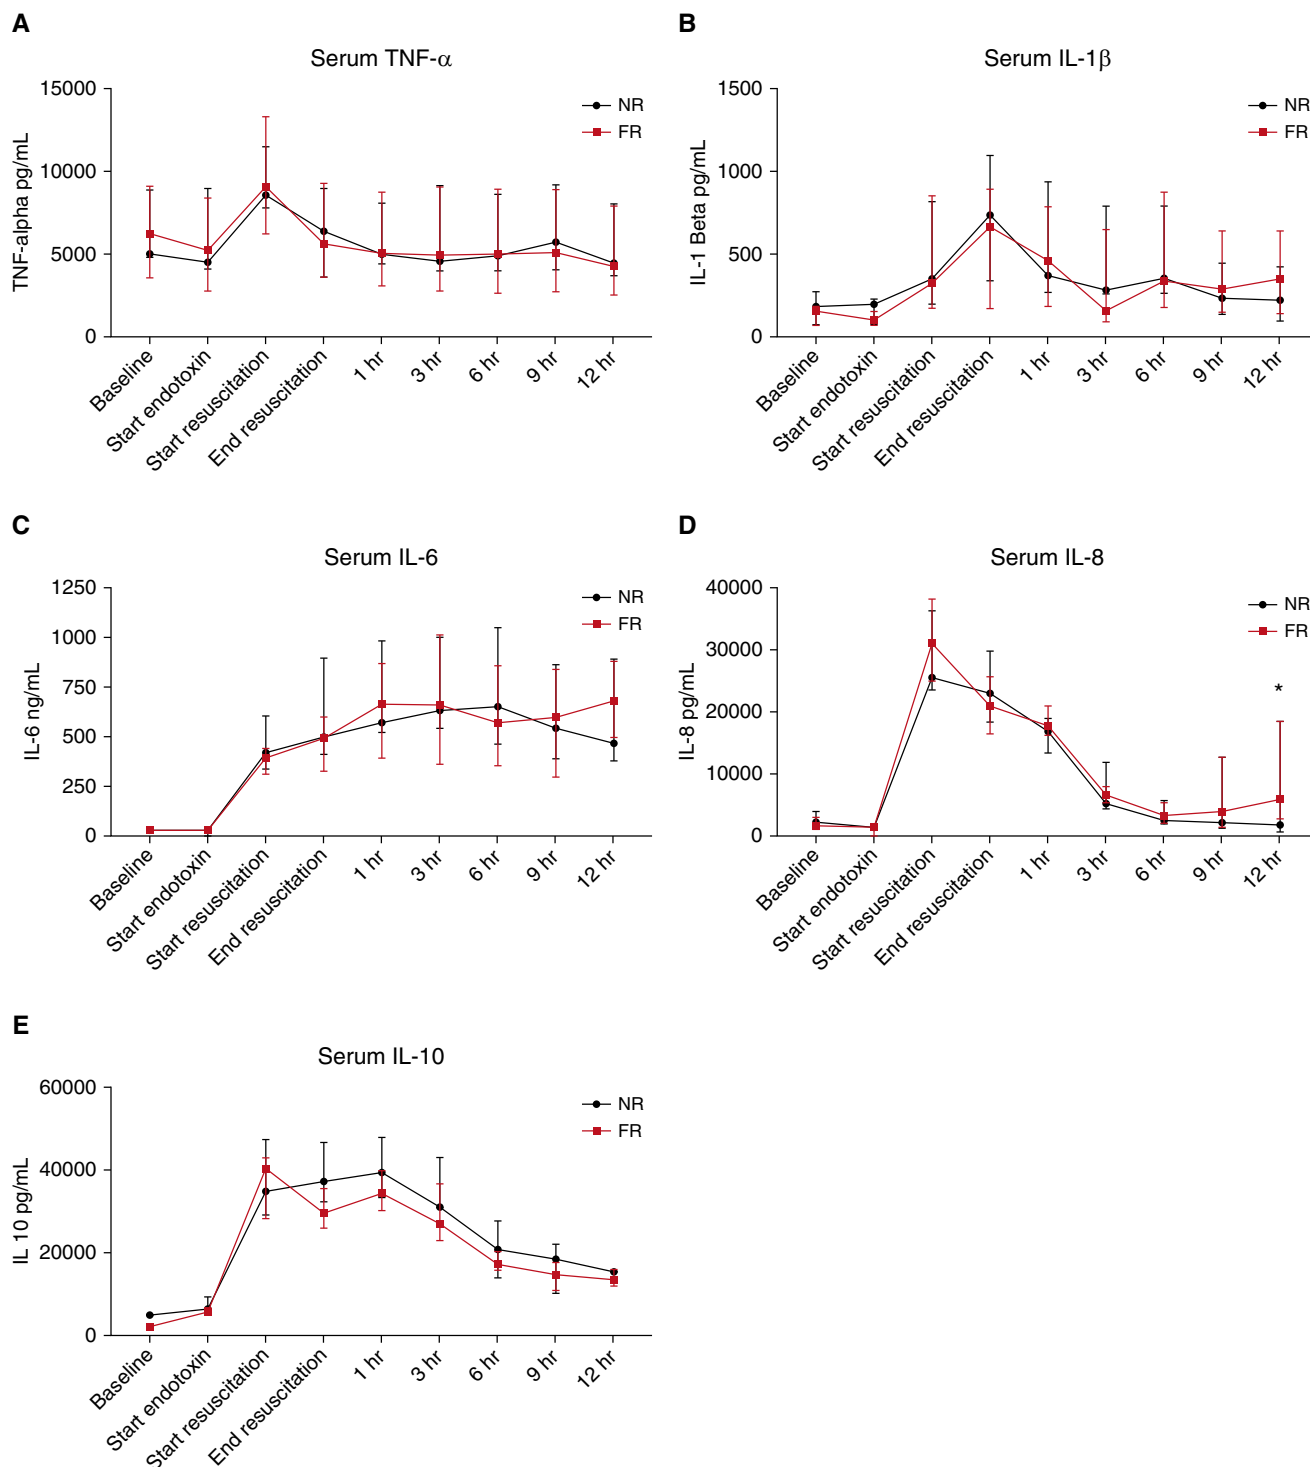 A
Serum TNF-α
TNF-alpha pg/mL
15000
10000
5000
0
NR
FR
Baseline
Start endotoxin
Start resuscitation
End resuscitation
1 hr
3 hr
6 hr
9 hr
12 hr
B
Serum IL-1β
IL-1 Beta pg/mL
1500
1000
500
0
NR
FR
Baseline
Start endotoxin
Start resuscitation
End resuscitation
1 hr
3 hr
6 hr
9 hr
12 hr
C
Serum IL-6
IL-6 ng/mL
1250
1000
750
500
250
0
NR
FR
Baseline
Start endotoxin
Start resuscitation
End resuscitation
1 hr
3 hr
6 hr
9 hr
12 hr
D
Serum IL-8
IL-8 pg/mL
40000
30000
20000
10000
0
NR
FR
*
Baseline
Start endotoxin
Start resuscitation
End resuscitation
1 hr
3 hr
6 hr
9 hr
12 hr
E
Serum IL-10
IL 10 pg/mL
60000
40000
20000
0
NR
FR
Baseline
Start endotoxin
Start resuscitation
End resuscitation
1 hr
3 hr
6 hr
9 hr
12 hr